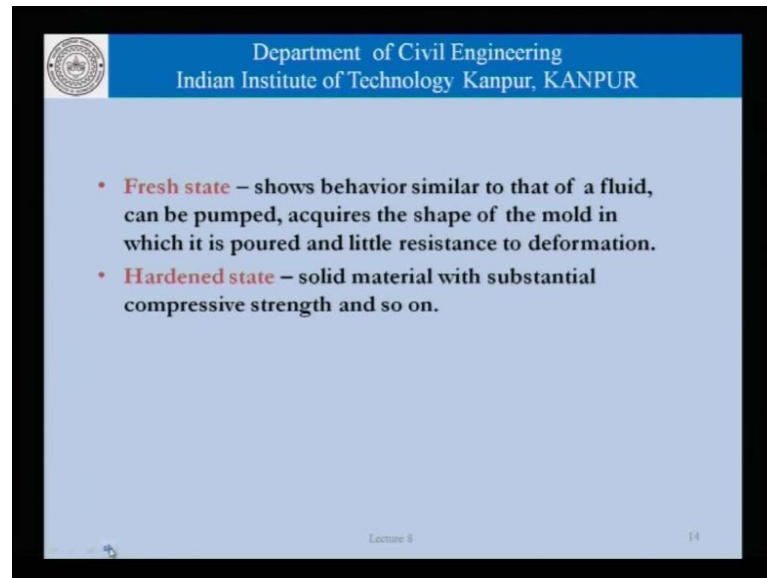 Department of Civil Engineering
Indian Institute of Technology Kanpur, KANPUR
• Fresh state – shows behavior similar to that of a fluid,
can be pumped, acquires the shape of the mold in
which it is poured and little resistance to deformation.
• Hardened state – solid material with substantial
compressive strength and so on.
Lecture 8
14